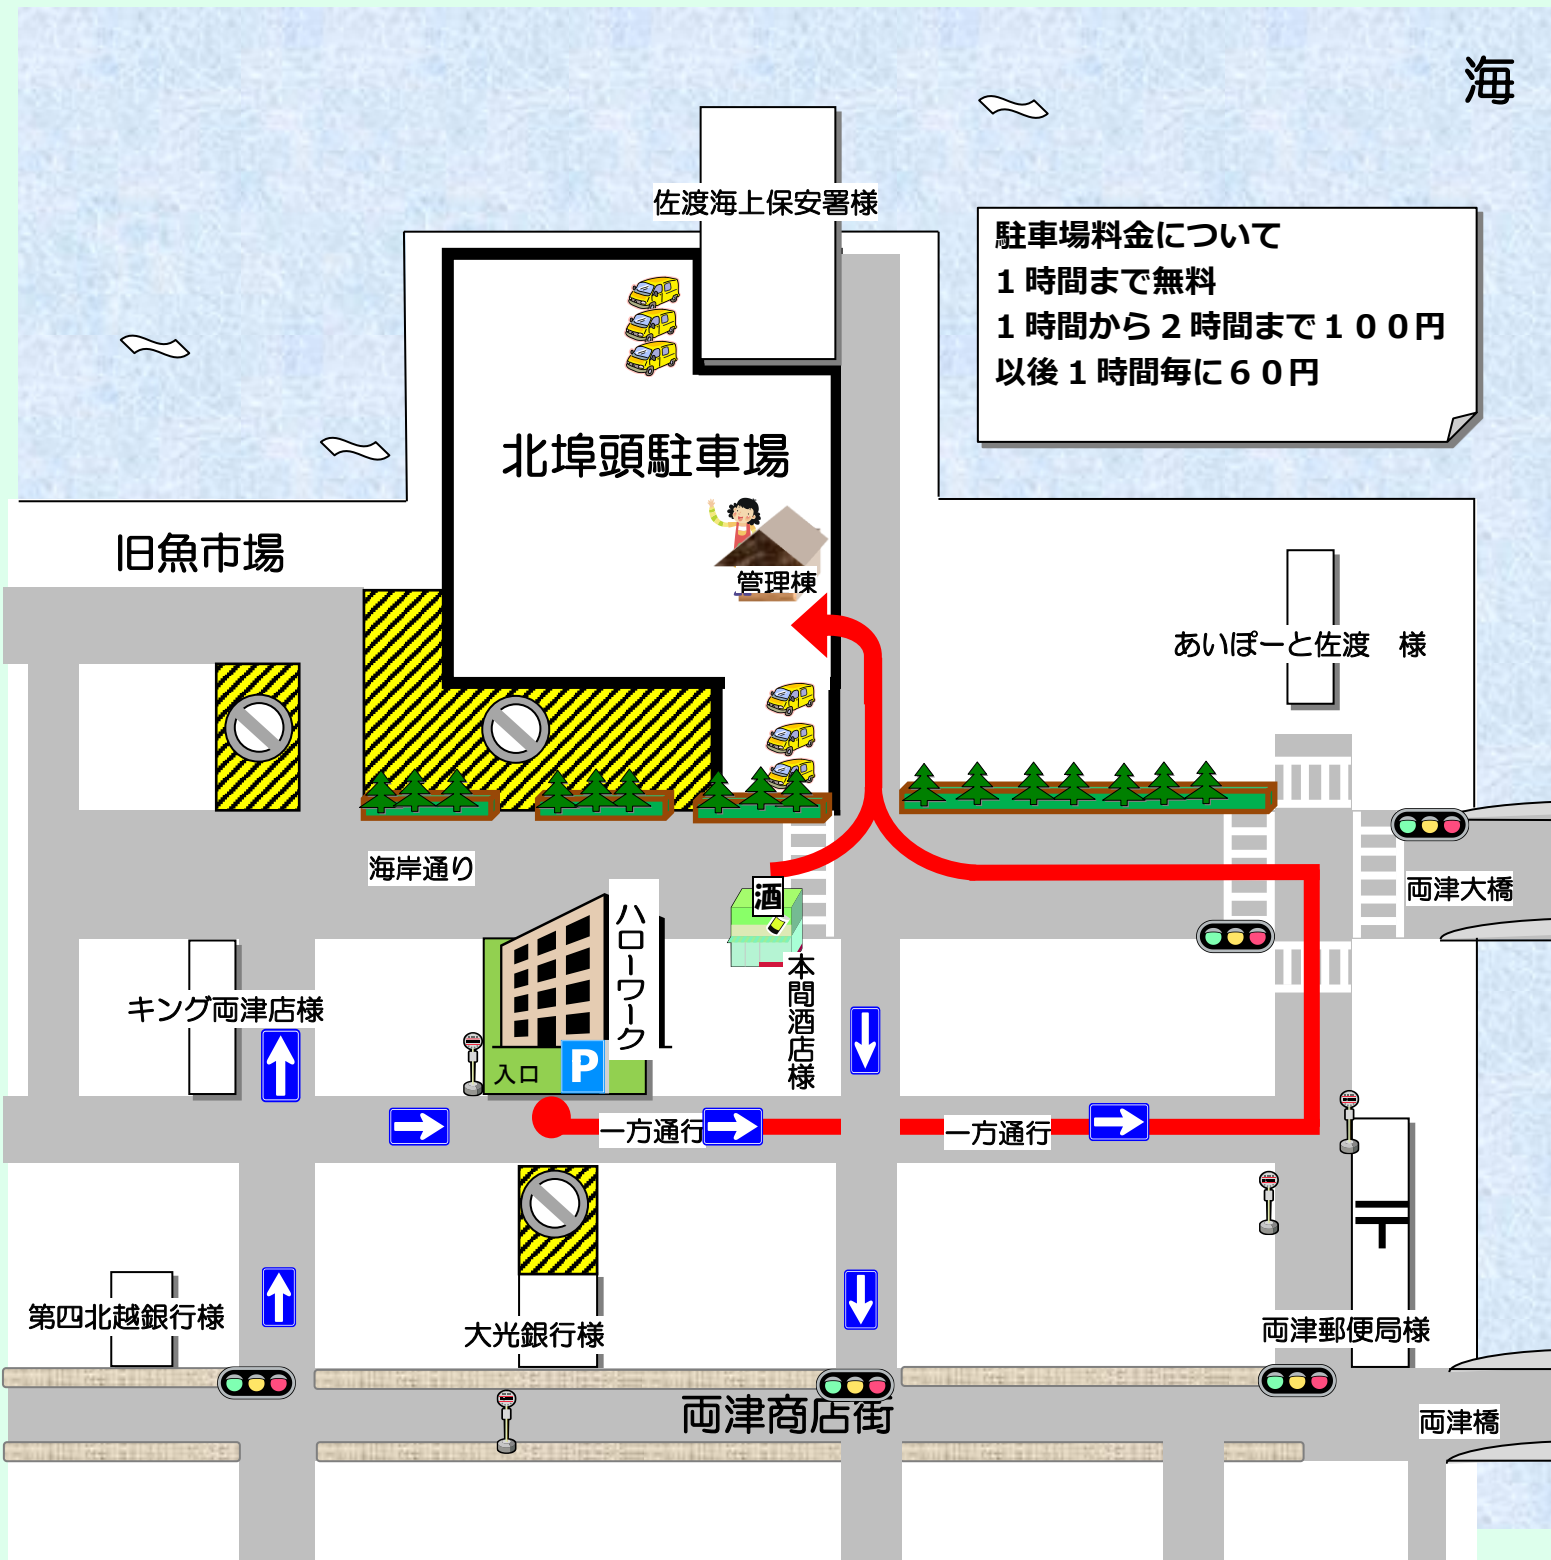 海
佐渡海上保安署様
駐車場料金について
1時間まで無料
1時間から2時間まで100円
以後1時間毎に60円
北埠頭駐車場
旧魚市場
管理棟
あいぽーと佐渡　様
海岸通り
両津大橋
酒
ハローワーク
本間酒店様
キング両津店様
入口
P
一方通行
一方通行
〒
第四北越銀行様
大光銀行様
両津郵便局様
両津商店街
両津橋